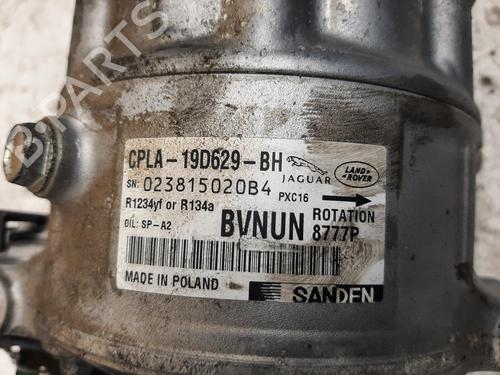 CPLA-19D629-BH
JAGUAR
LAND ROVER
SN: 023815020B4
PXC16
R1234yf or R134a
OIL: SP-A2
BVNUN
ROTATION
8777P
MADE IN POLAND
SANDEN
B-PARTS